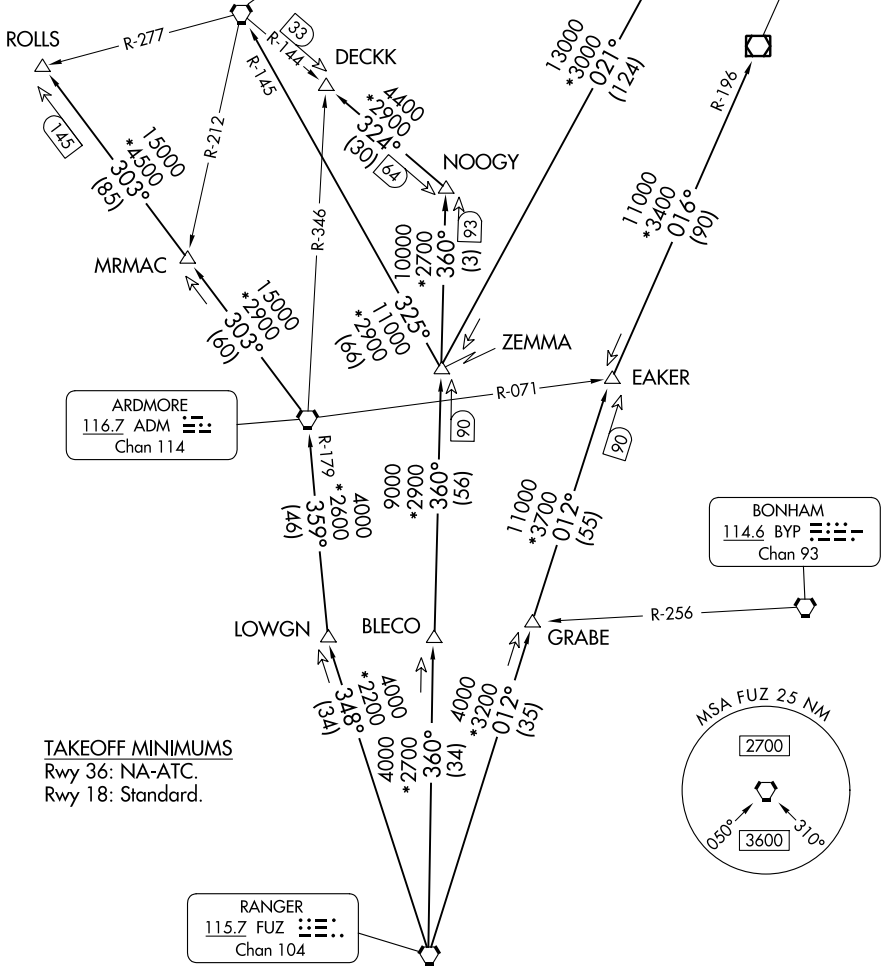 ROLLS
R-277
33
R-144
DECKK
R-145
13000
*3000
021°
(124)
R-196
145
15000
*4500
303°
(85)
R-212
4400
*2900
324°
(30)
64
NOOGY
93
11000
*3400
016°
(90)
R-346
MRMAC
10000
*2700
360°
(3)
15000
*2900
303°
(60)
325°
11000
*2900
(66)
ZEMMA
EAKER
R-071
ARDMORE
116.7 ADM
Chan 114
90
90
R-179
4000
*2600
359°
(46)
9000
*2900
360°
(56)
11000
*3700
012°
(55)
BONHAM
114.6 BYP
Chan 93
LOWGN
BLECO
GRABE
R-256
4000
*2200
348°
(34)
4000
*2700
360°
(34)
4000
*3200
012°
(35)
MSA FUZ 25 NM
2700
050°
310°
3600
TAKEOFF MINIMUMS
Rwy 36: NA-ATC.
Rwy 18: Standard.
RANGER
115.7 FUZ
Chan 104